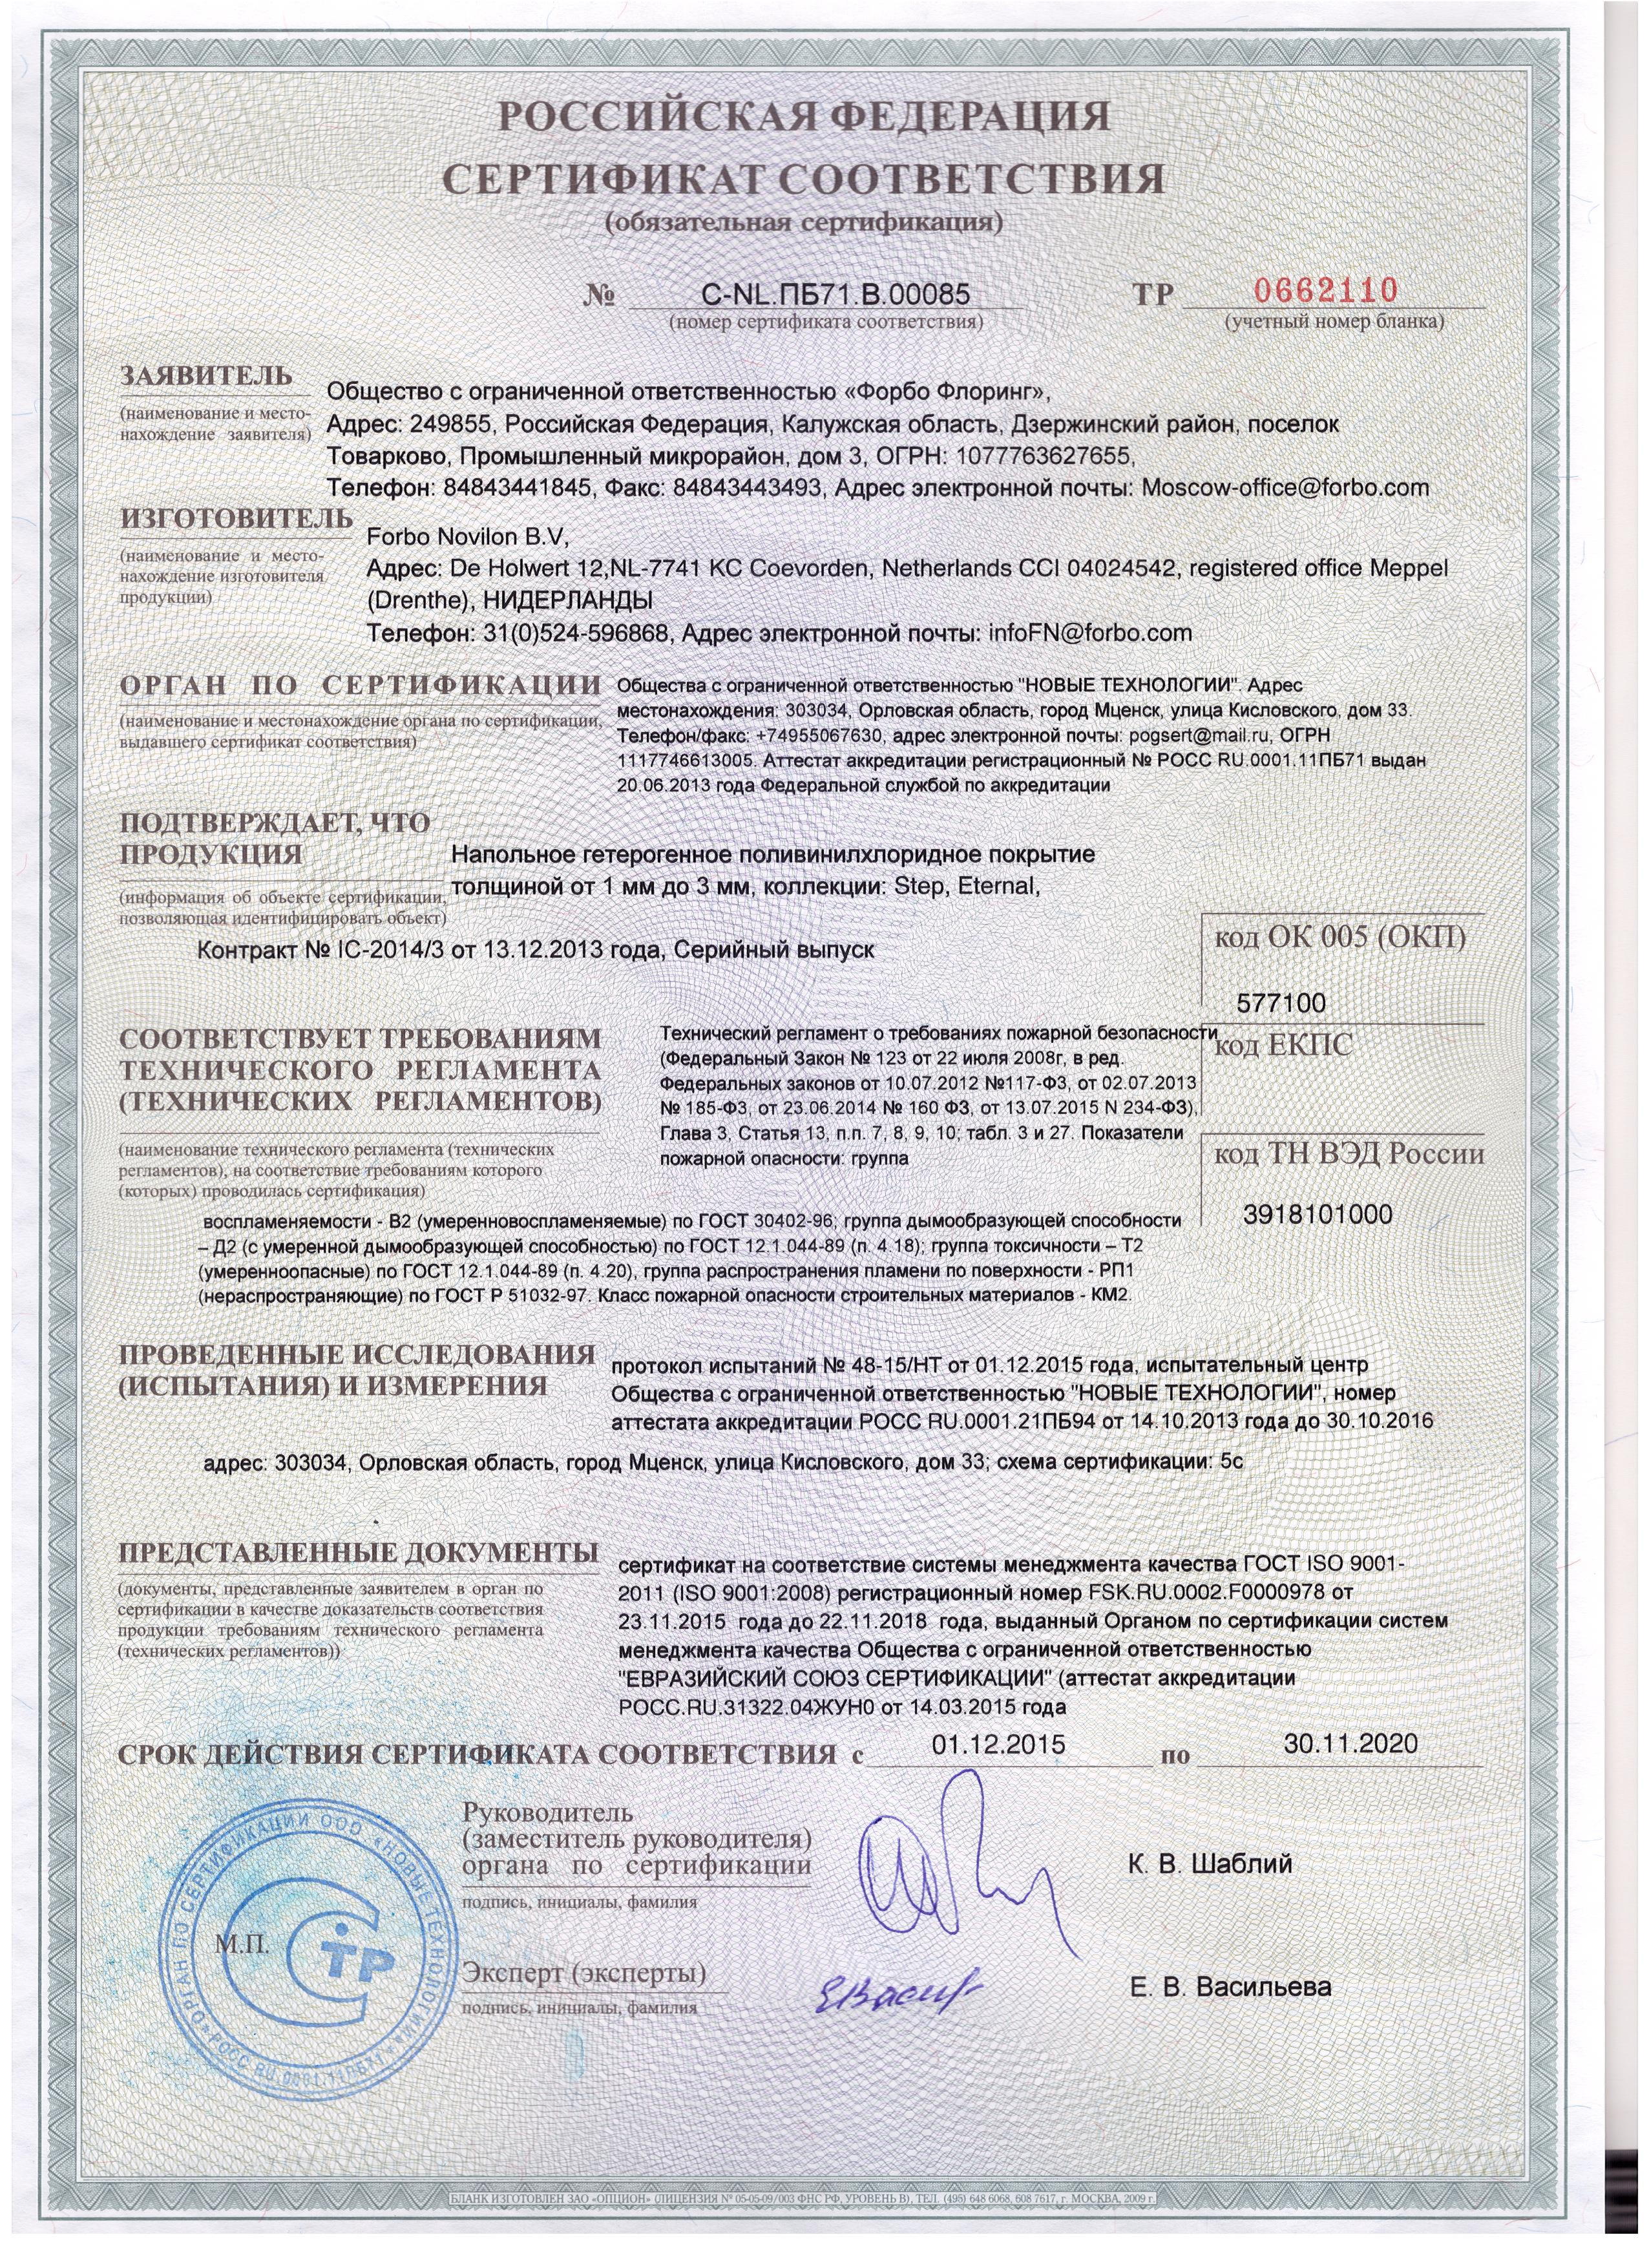 РОССИЙСКАЯ ФЕДЕРАЦИЯ
СЕРТИФИКАТ СООТВЕТСТВИЯ
(обязательная сертификация)
№ C-NL.ПБ71.В.00085 ТР 0662110
(номер сертификата соответствия) (учетный номер бланка)
ЗАЯВИТЕЛЬ
(наименование и место-
нахождение заявителя)
Общество с ограниченной ответственностью «Форбо Флоринг»,
Адрес: 249855, Российская Федерация, Калужская область, Дзержинский район, поселок
Товарково, Промышленный микрорайон, дом 3, ОГРН: 1077763627655,
Телефон: 84843441845, Факс: 84843443493, Адрес электронной почты: Moscow-office@forbo.com
ИЗГОТОВИТЕЛЬ
(наименование и место-
нахождение изготовителя
продукции)
Forbo Novilon B.V,
Адрес: De Holwert 12,NL-7741 KC Coevorden, Netherlands CCI 04024542, registered office Meppel
(Drenthe), НИДЕРЛАНДЫ
Телефон: 31(0)524-596868, Адрес электронной почты: infoFN@forbo.com
ОРГАН ПО СЕРТИФИКАЦИИ
(наименование и местонахождение органа по сертификации,
выдавшего сертификат соответствия)
Общества с ограниченной ответственностью "НОВЫЕ ТЕХНОЛОГИИ". Адрес
местонахождения: 303034, Орловская область, город Мценск, улица Кисловского, дом 33.
Телефон/факс: +74955067630, адрес электронной почты: pogsert@mail.ru, ОГРН
1117746613005. Аттестат аккредитации регистрационный № РОСС RU.0001.11ПБ71 выдан
20.06.2013 года Федеральной службой по аккредитации
ПОДТВЕРЖДАЕТ, ЧТО
ПРОДУКЦИЯ
(информация об объекте сертификации,
позволяющая идентифицировать объект)
Напольное гетерогенное поливинилхлоридное покрытие
толщиной от 1 мм до 3 мм, коллекции: Step, Eternal,
Контракт № IC-2014/3 от 13.12.2013 года, Серийный выпуск
код ОК 005 (ОКП)
577100
СООТВЕТСТВУЕТ ТРЕБОВАНИЯМ
ТЕХНИЧЕСКОГО РЕГЛАМЕНТА
(ТЕХНИЧЕСКИХ РЕГЛАМЕНТОВ)
(наименование технического регламента (технических
регламентов), на соответствие требованиям которого
(которых) проводилась сертификация)
Технический регламент о требованиях пожарной безопасности
(Федеральный Закон № 123 от 22 июля 2008г, в ред.
Федеральных законов от 10.07.2012 №117-ФЗ, от 02.07.2013
№ 185-ФЗ, от 23.06.2014 № 160 ФЗ, от 13.07.2015 N 234-ФЗ),
Глава 3, Статья 13, п.п. 7, 8, 9, 10; табл. 3 и 27. Показатели
пожарной опасности: группа
код ЕКПС
код ТН ВЭД России
3918101000
воспламеняемости - В2 (умеренновоспламеняемые) по ГОСТ 30402-96; группа дымообразующей способности
– Д2 (с умеренной дымообразующей способностью) по ГОСТ 12.1.044-89 (п. 4.18); группа токсичности – Т2
(умеренноопасные) по ГОСТ 12.1.044-89 (п. 4.20), группа распространения пламени по поверхности - РП1
(нераспространяющие) по ГОСТ Р 51032-97. Класс пожарной опасности строительных материалов - КМ2.
ПРОВЕДЕННЫЕ ИССЛЕДОВАНИЯ
(ИСПЫТАНИЯ) И ИЗМЕРЕНИЯ
протокол испытаний № 48-15/НТ от 01.12.2015 года, испытательный центр
Общества с ограниченной ответственностью "НОВЫЕ ТЕХНОЛОГИИ", номер
аттестата аккредитации РОСС RU.0001.21ПБ94 от 14.10.2013 года до 30.10.2016
адрес: 303034, Орловская область, город Мценск, улица Кисловского, дом 33; схема сертификации: 5с
ПРЕДСТАВЛЕННЫЕ ДОКУМЕНТЫ
(документы, представленные заявителем в орган по
сертификации в качестве доказательств соответствия
продукции требованиям технического регламента
(технических регламентов))
сертификат на соответствие системы менеджмента качества ГОСТ ISO 9001-
2011 (ISO 9001:2008) регистрационный номер FSK.RU.0002.F0000978 от
23.11.2015 года до 22.11.2018 года, выданный Органом по сертификации систем
менеджмента качества Общества с ограниченной ответственностью
"ЕВРАЗИЙСКИЙ СОЮЗ СЕРТИФИКАЦИИ" (аттестат аккредитации
РОСС.RU.31322.04ЖУН0 от 14.03.2015 года
СРОК ДЕЙСТВИЯ СЕРТИФИКАТА СООТВЕТСТВИЯ с 01.12.2015 по 30.11.2020
Руководитель
(заместитель руководителя)
органа по сертификации
подпись, инициалы, фамилия
К. В. Шаблий
М.П.
ОРГАН ПО СЕРТИФИКАЦИИ ООО «НОВЫЕ ТЕХНОЛОГИИ»
РОСС RU.0001.11ПБ71
СТР
Эксперт (эксперты)
подпись, инициалы, фамилия
ЕВасил
Е. В. Васильева
БЛАНК ИЗГОТОВЛЕН ЗАО «ОПЦИОН» (ЛИЦЕНЗИЯ № 05-05-09/003 ФНС РФ, УРОВЕНЬ В), ТЕЛ. (495) 648 6068, 608 7617, г. МОСКВА, 2009 г.